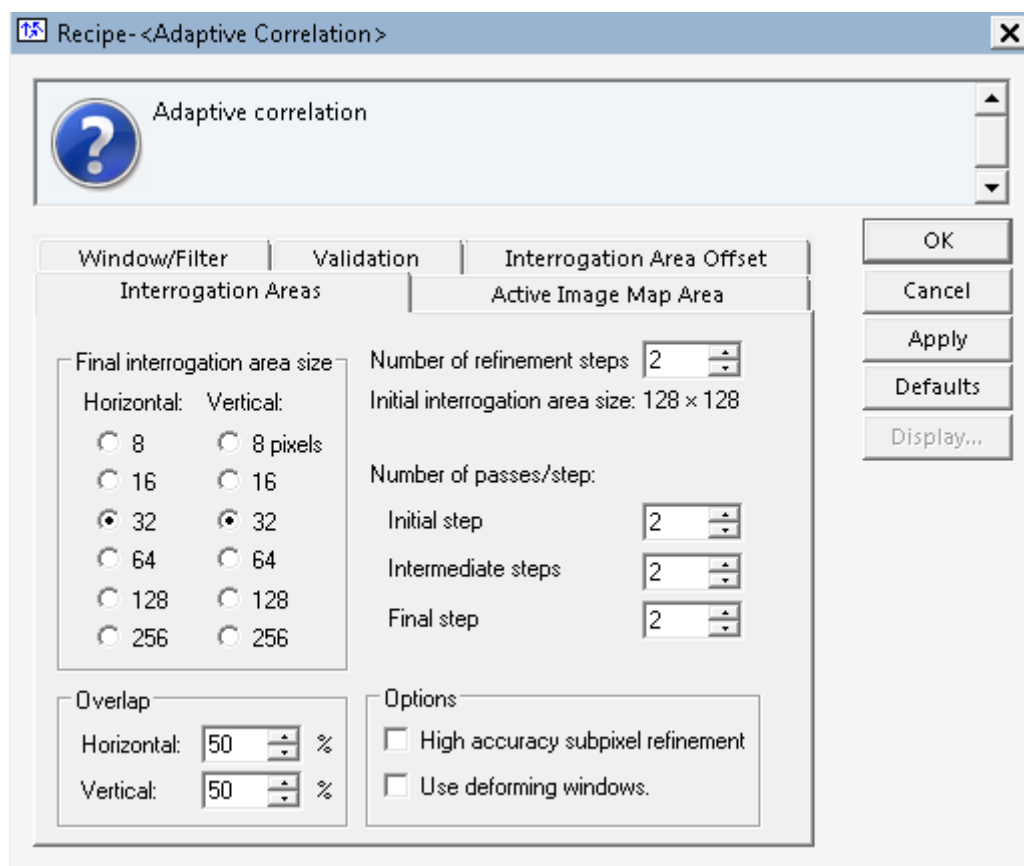 Recipe-<Adaptive Correlation>
Adaptive correlation
Window/Filter Validation Interrogation Area Offset
Interrogation Areas Active Image Map Area
OK
Cancel
Apply
Defaults
Display...
Final interrogation area size
Horizontal: Vertical:
8 8 pixels
16 16
32 32
64 64
128 128
256 256
Number of refinement steps 2
Initial interrogation area size: 128 × 128
Number of passes/step:
Initial step 2
Intermediate steps 2
Final step 2
Overlap
Horizontal: 50 %
Vertical: 50 %
Options
High accuracy subpixel refinement
Use deforming windows.